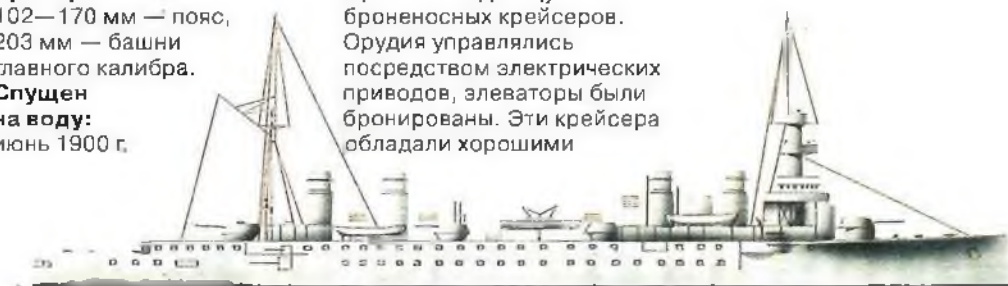 102—170 мм — пояс,
203 мм — башни
главного калибра.
Спущен
на воду:
июнь 1900 г.
броненосных крейсеров.
Орудия управлялись
посредством электрических
приводов, элеваторы были
бронированы. Эти крейсера
обладали хорошими